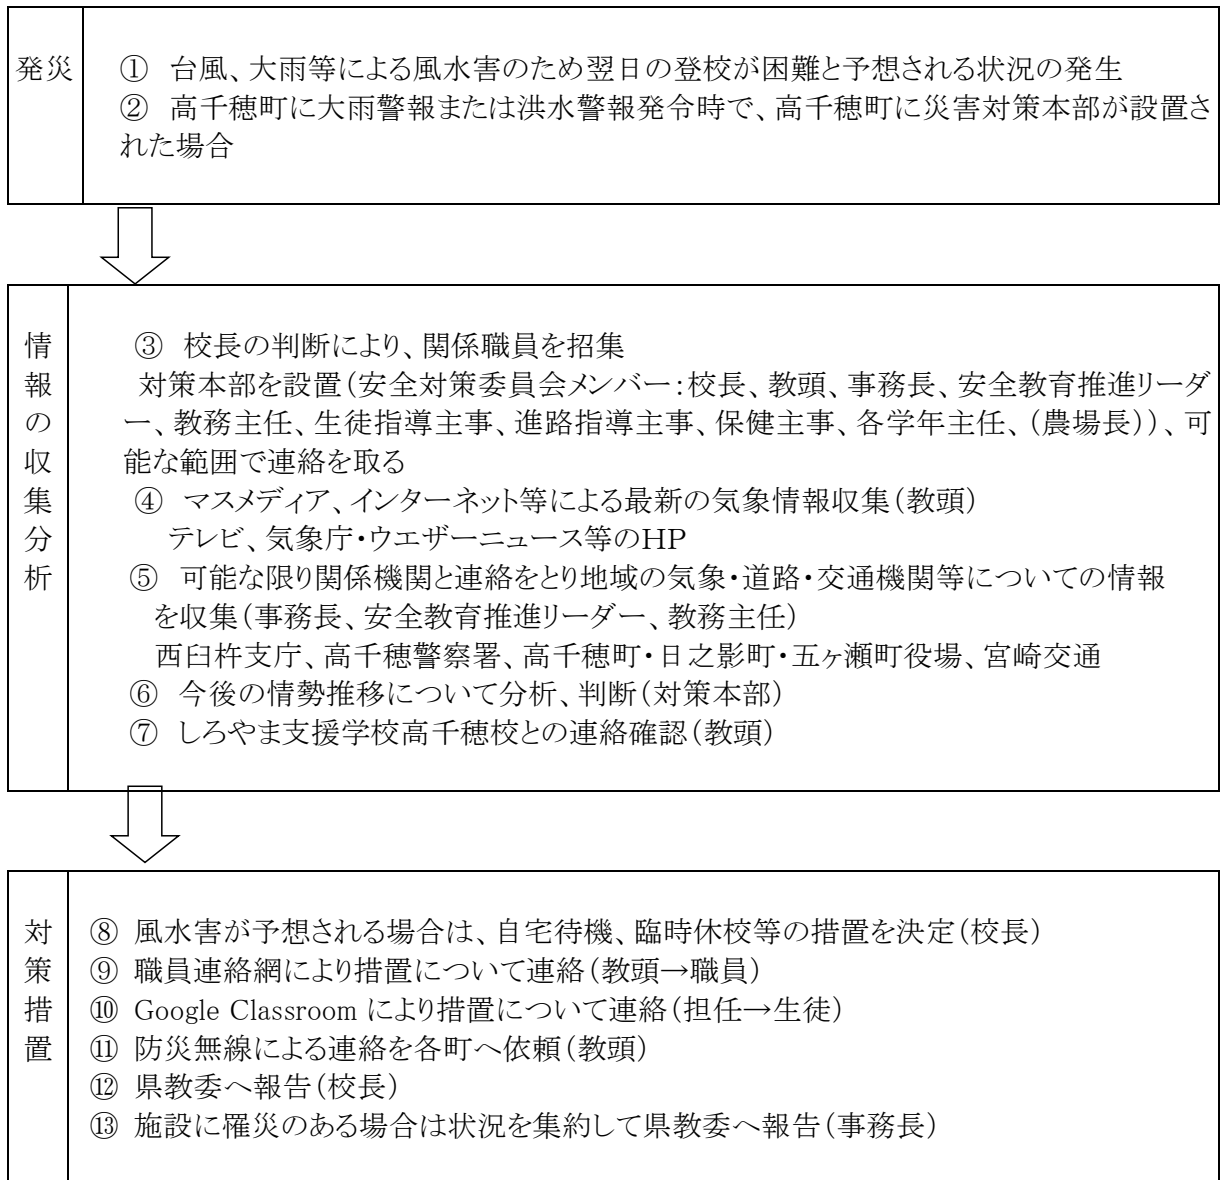 発災
① 台風、大雨等による風水害のため翌日の登校が困難と予想される状況の発生
② 高千穂町に大雨警報または洪水警報発令時で、高千穂町に災害対策本部が設置さ
れた場合
情報の収集分析
③ 校長の判断により、関係職員を招集
対策本部を設置(安全対策委員会メンバー:校長、教頭、事務長、安全教育推進リーダ
ー、教務主任、生徒指導主事、進路指導主事、保健主事、各学年主任、(農場長))、可
能な範囲で連絡を取る
④ マスメディア、インターネット等による最新の気象情報収集(教頭)
テレビ、気象庁・ウエザーニュース等のHP
⑤ 可能な限り関係機関と連絡をとり地域の気象・道路・交通機関等についての情報
を収集(事務長、安全教育推進リーダー、教務主任)
西臼杵支庁、高千穂警察署、高千穂町・日之影町・五ヶ瀬町役場、宮崎交通
⑥ 今後の情勢推移について分析、判断(対策本部)
⑦ しろやま支援学校高千穂校との連絡確認(教頭)
対策措置
⑧ 風水害が予想される場合は、自宅待機、臨時休校等の措置を決定(校長)
⑨ 職員連絡網により措置について連絡(教頭→職員)
⑩ Google Classroom により措置について連絡(担任→生徒)
⑪ 防災無線による連絡を各町へ依頼(教頭)
⑫ 県教委へ報告(校長)
⑬ 施設に罹災のある場合は状況を集約して県教委へ報告(事務長)